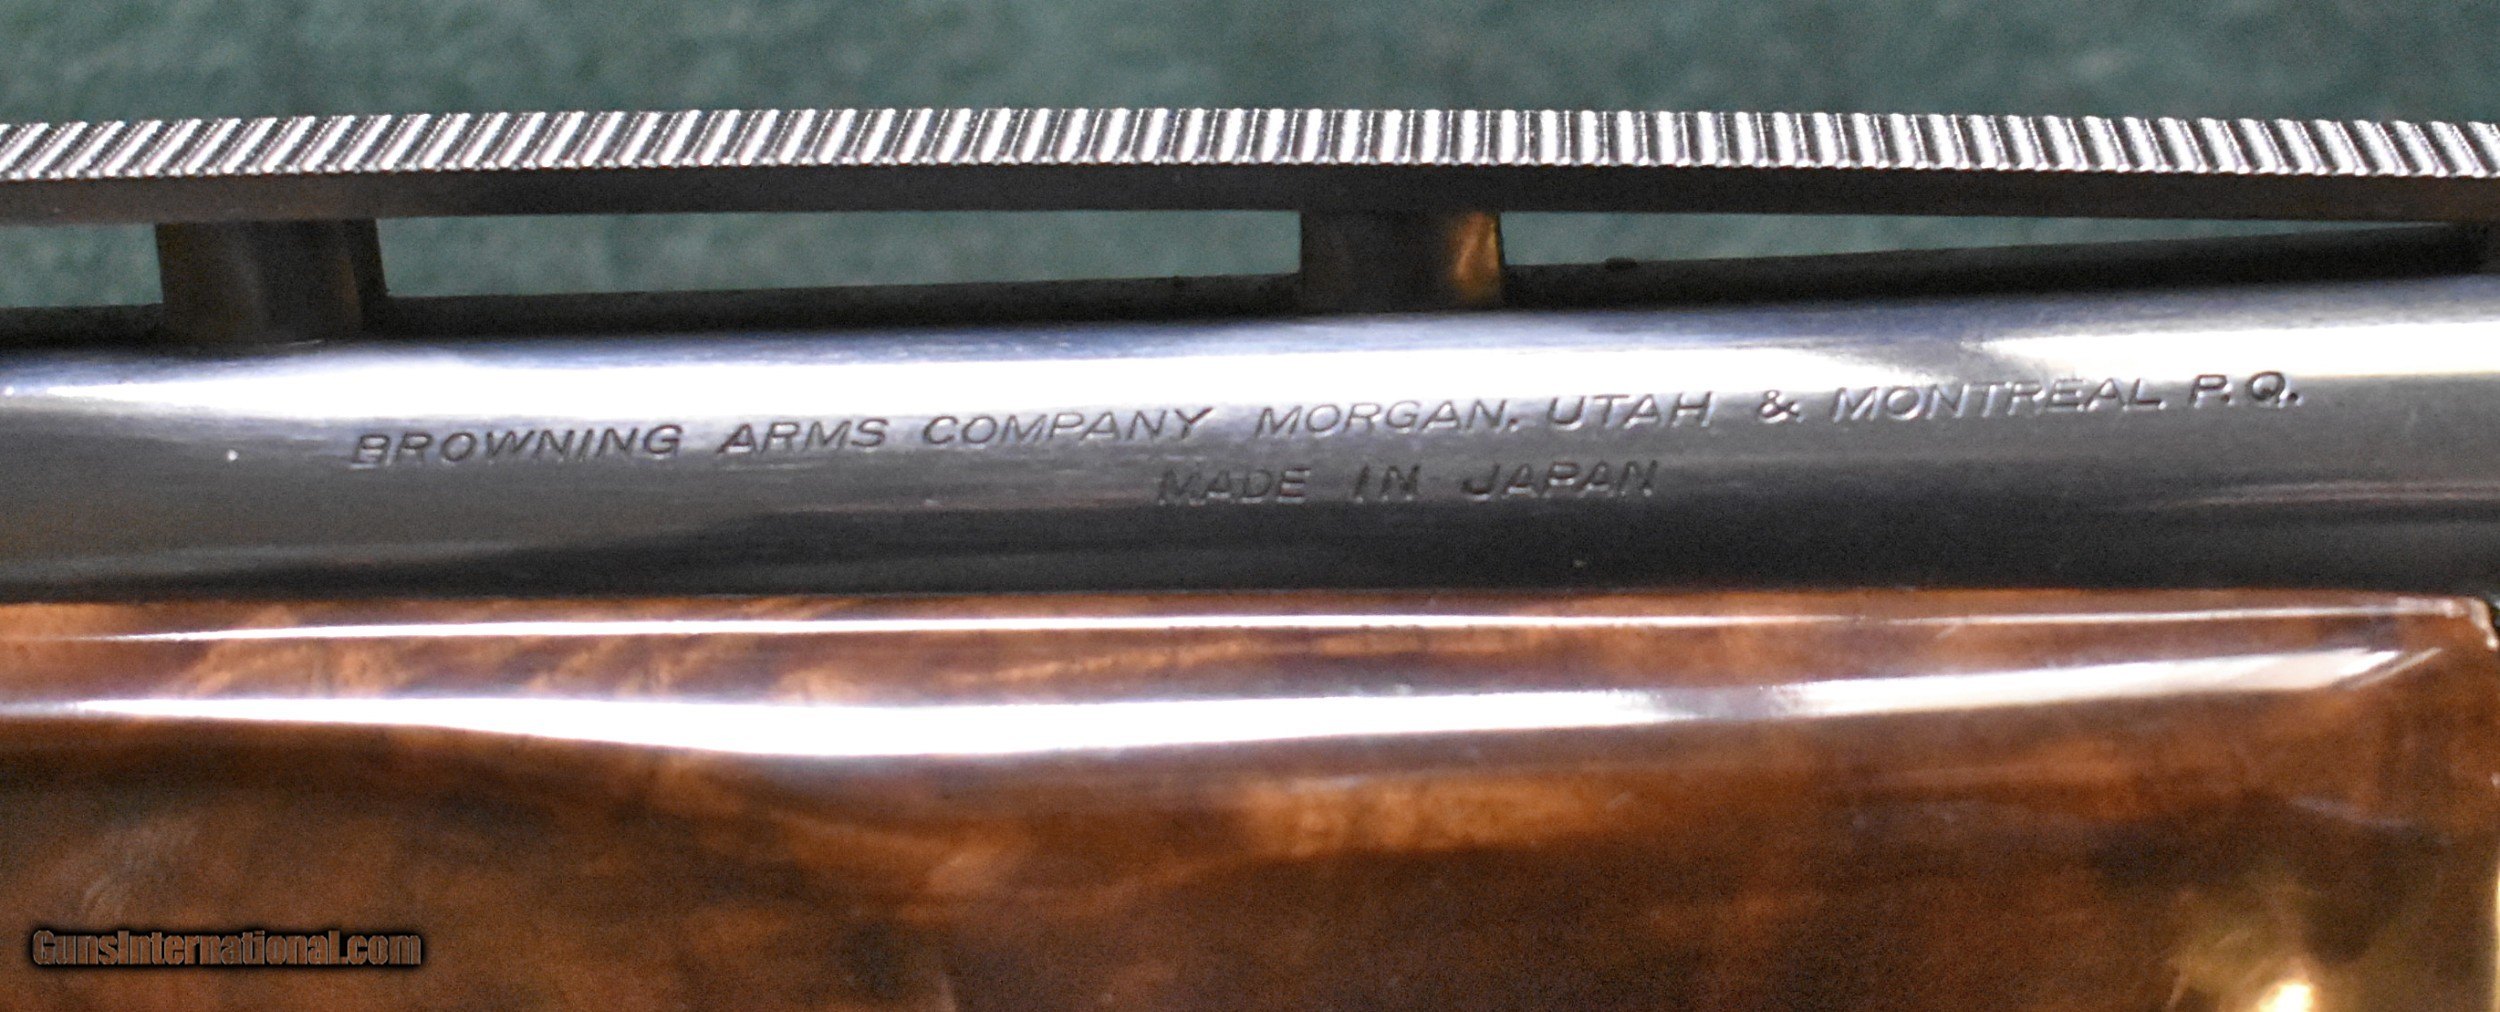 BROWNING ARMS COMPANY MORGAN, UTAH & MONTREAL P.Q.
MADE IN JAPAN
GunsInternational.com